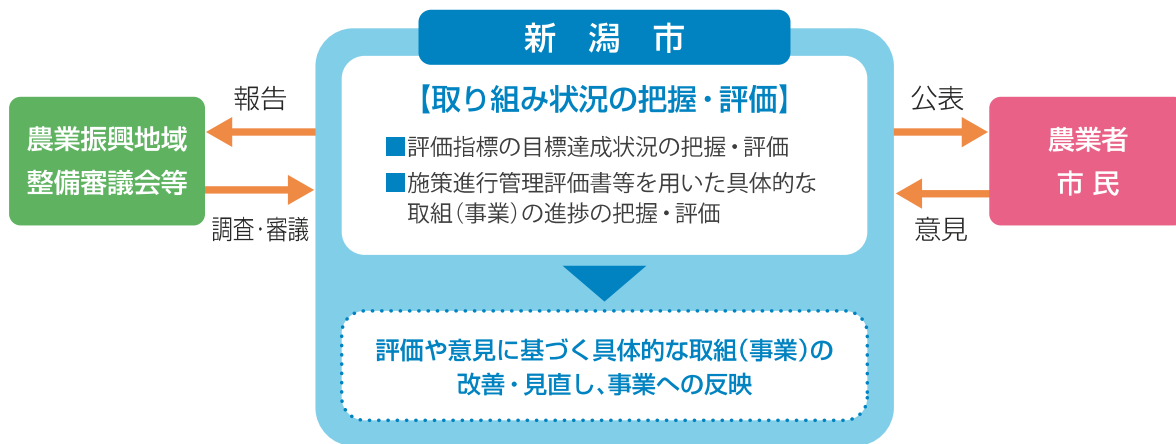 新潟市
【取り組み状況の把握・評価】
■評価指標の目標達成状況の把握・評価
■施策進行管理評価書等を用いた具体的な
取組(事業)の進捗の把握・評価
報告
農業振興地域
整備審議会等
調査・審議
公表
農業者
市民
意見
評価や意見に基づく具体的な取組(事業)の
改善・見直し、事業への反映